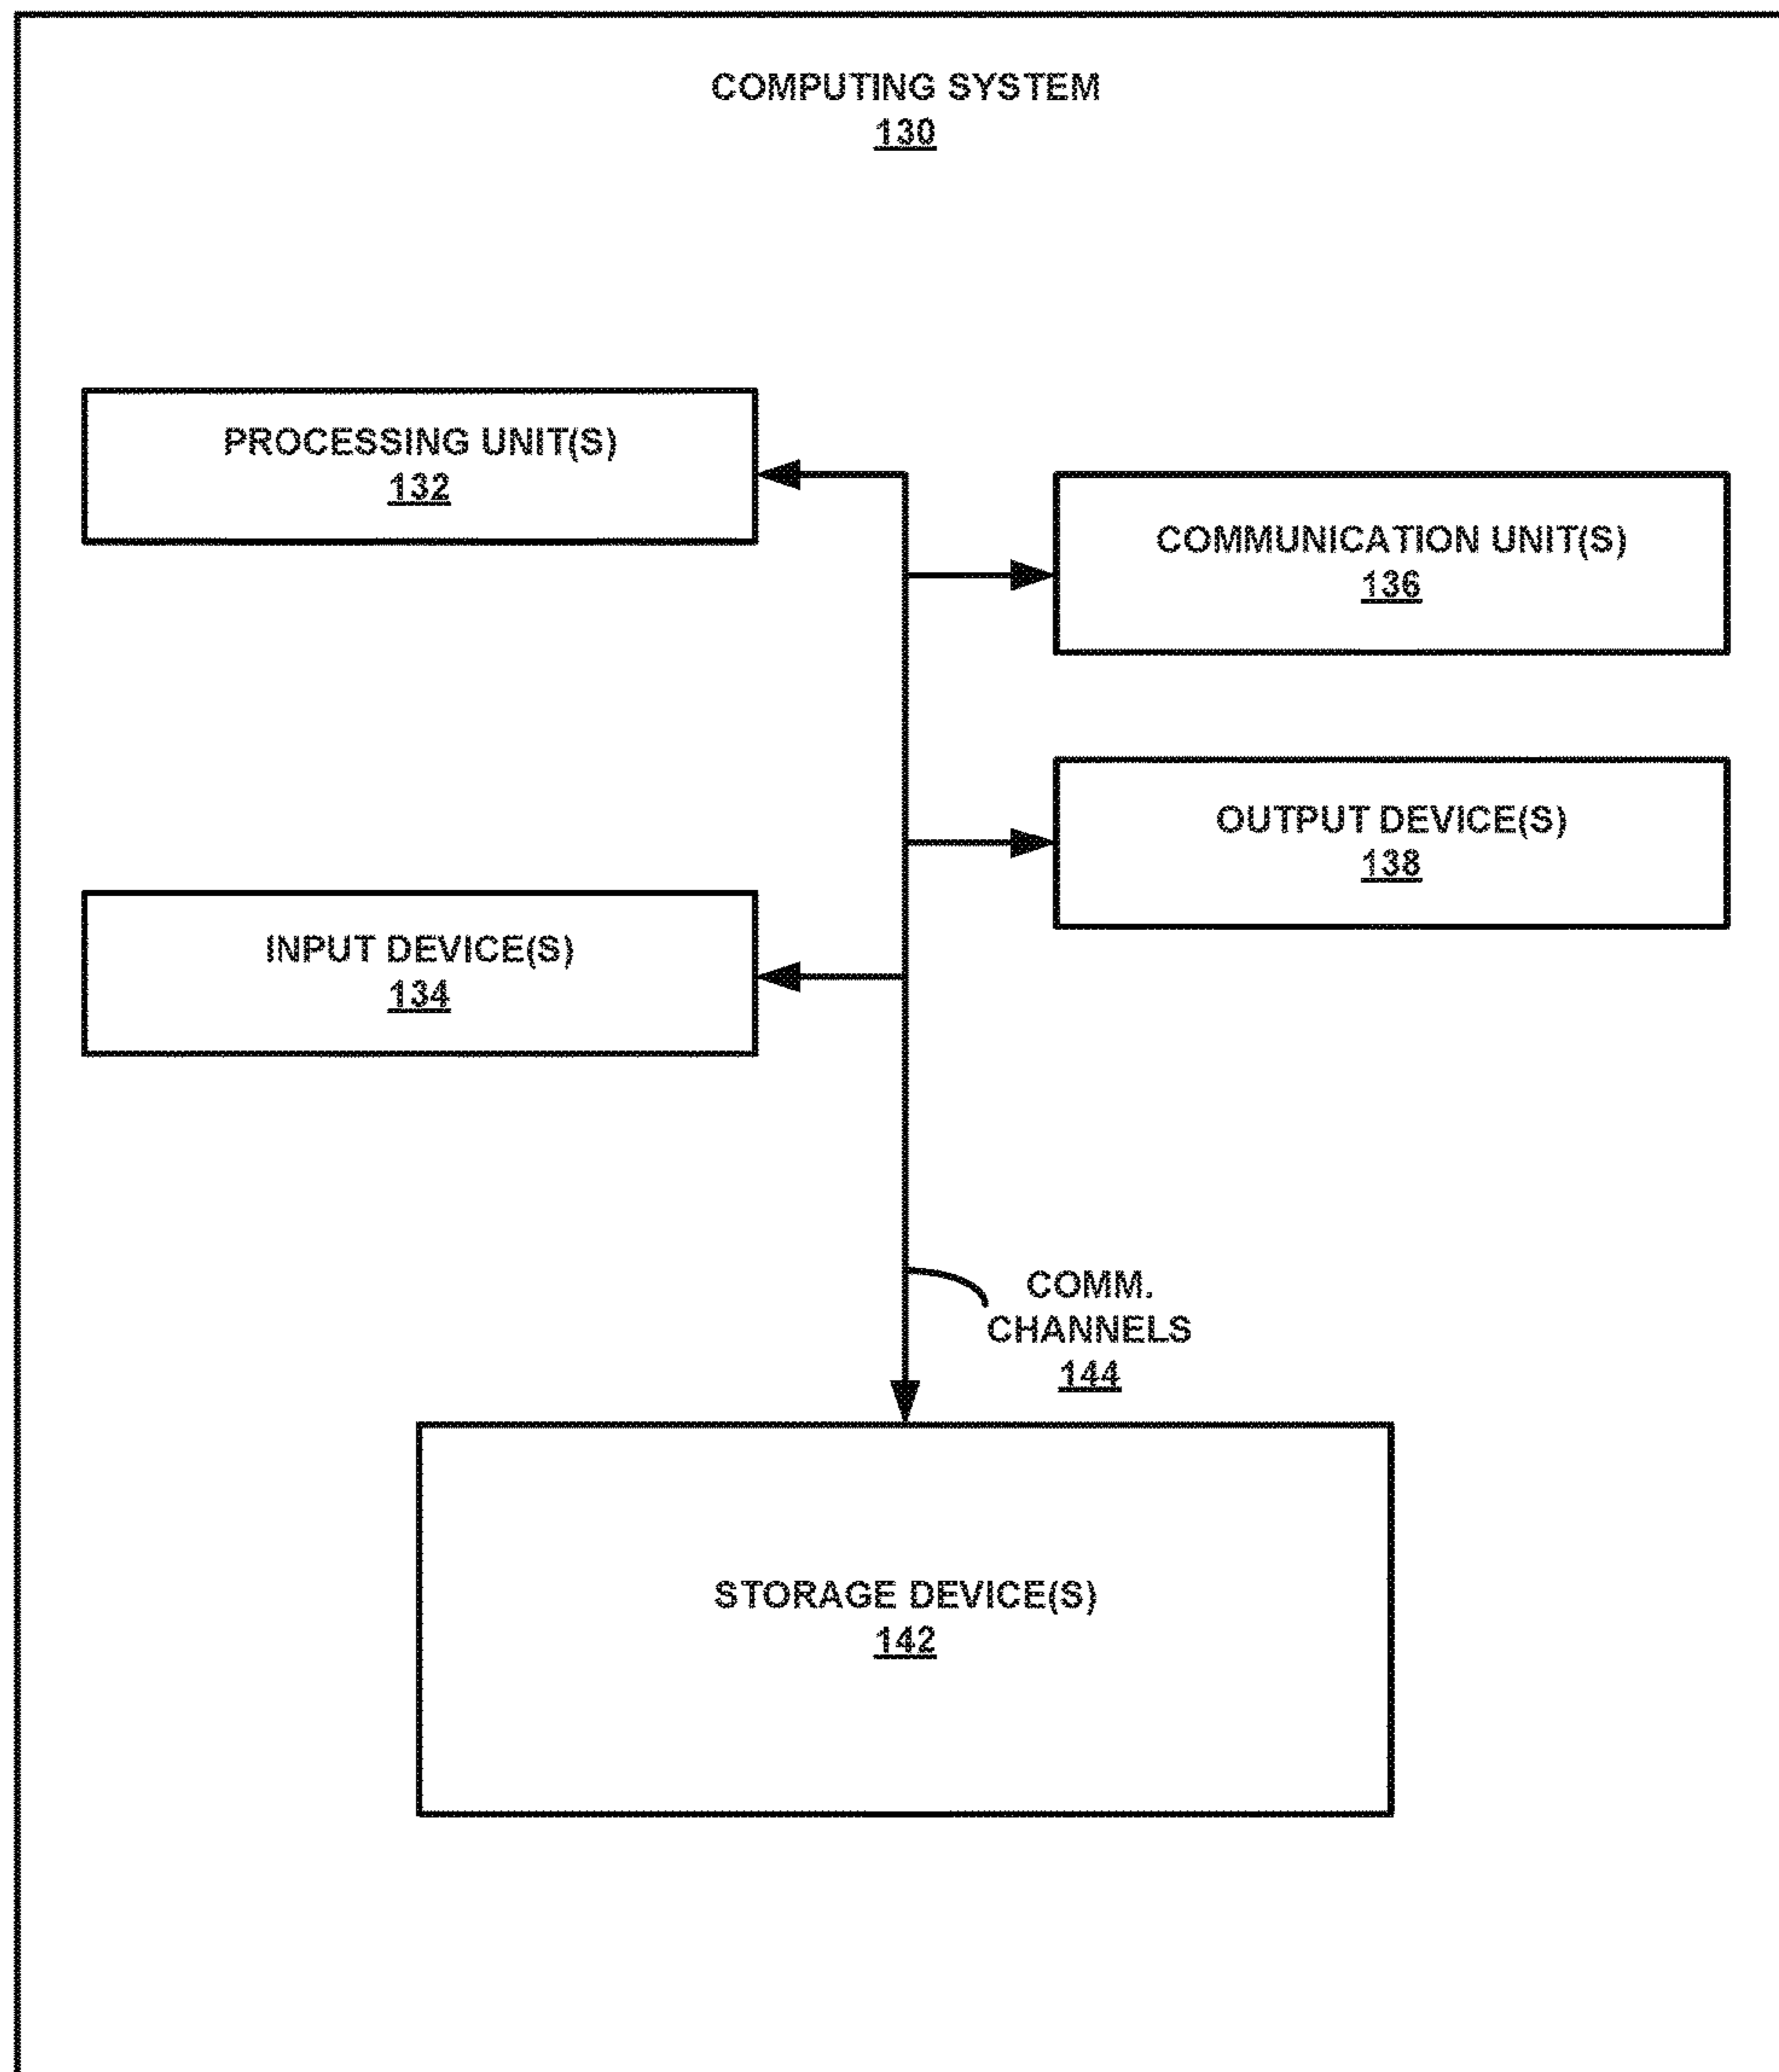 COMPUTING SYSTEM
130
PROCESSING UNIT(S)
132
COMMUNICATION UNIT(S)
136
OUTPUT DEVICE(S)
138
INPUT DEVICE(S)
134
COMM.
CHANNELS
144
STORAGE DEVICE(S)
142